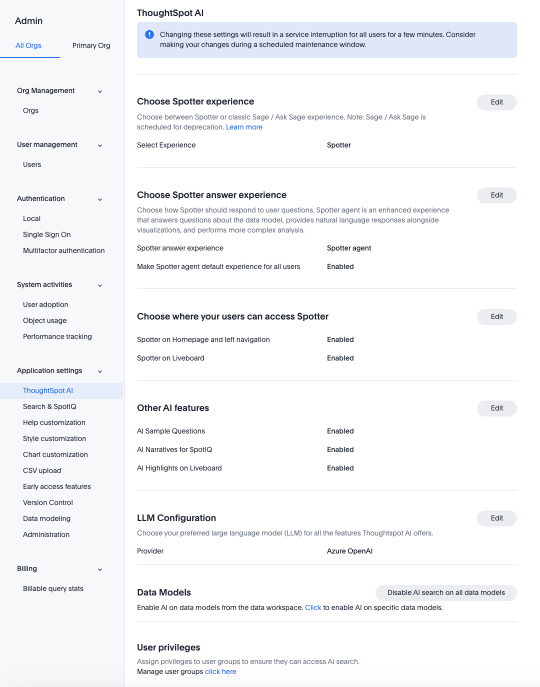 Admin
All Orgs
Primary Org
Org Management
Orgs
User management
Users
Authentication
Local
Single Sign On
Multifactor authentication
System activities
User adoption
Object usage
Performance tracking
Application settings
ThoughtSpot AI
Search & SpotIQ
Help customization
Style customization
Chart customization
CSV upload
Early access features
Version Control
Data modeling
Administration
Billing
Billable query stats
ThoughtSpot AI
Changing these settings will result in a service interruption for all users for a few minutes. Consider
making your changes during a scheduled maintenance window.
Choose Spotter experience
Edit
Choose between Spotter or classic Sage / Ask Sage experience. Note: Sage / Ask Sage is
scheduled for deprecation. Learn more
Select Experience Spotter
Choose Spotter answer experience
Edit
Choose how Spotter should respond to user questions. Spotter agent is an enhanced experience
that answers questions about the data model, provides natural language responses alongside
visualizations, and performs more complex analysis.
Spotter answer experience Spotter agent
Make Spotter agent default experience for all users Enabled
Choose where your users can access Spotter
Edit
Spotter on Homepage and left navigation Enabled
Spotter on Liveboard Enabled
Other AI features
Edit
AI Sample Questions Enabled
AI Narratives for SpotIQ Enabled
AI Highlights on Liveboard Enabled
LLM Configuration
Edit
Choose your preferred large language model (LLM) for all the features Thoughtspot AI offers.
Provider Azure OpenAI
Data Models
Disable AI search on all data models
Enable AI on data models from the data workspace. Click to enable AI on specific data models.
User privileges
Assign privileges to user groups to ensure they can access AI search.
Manage user groups click here